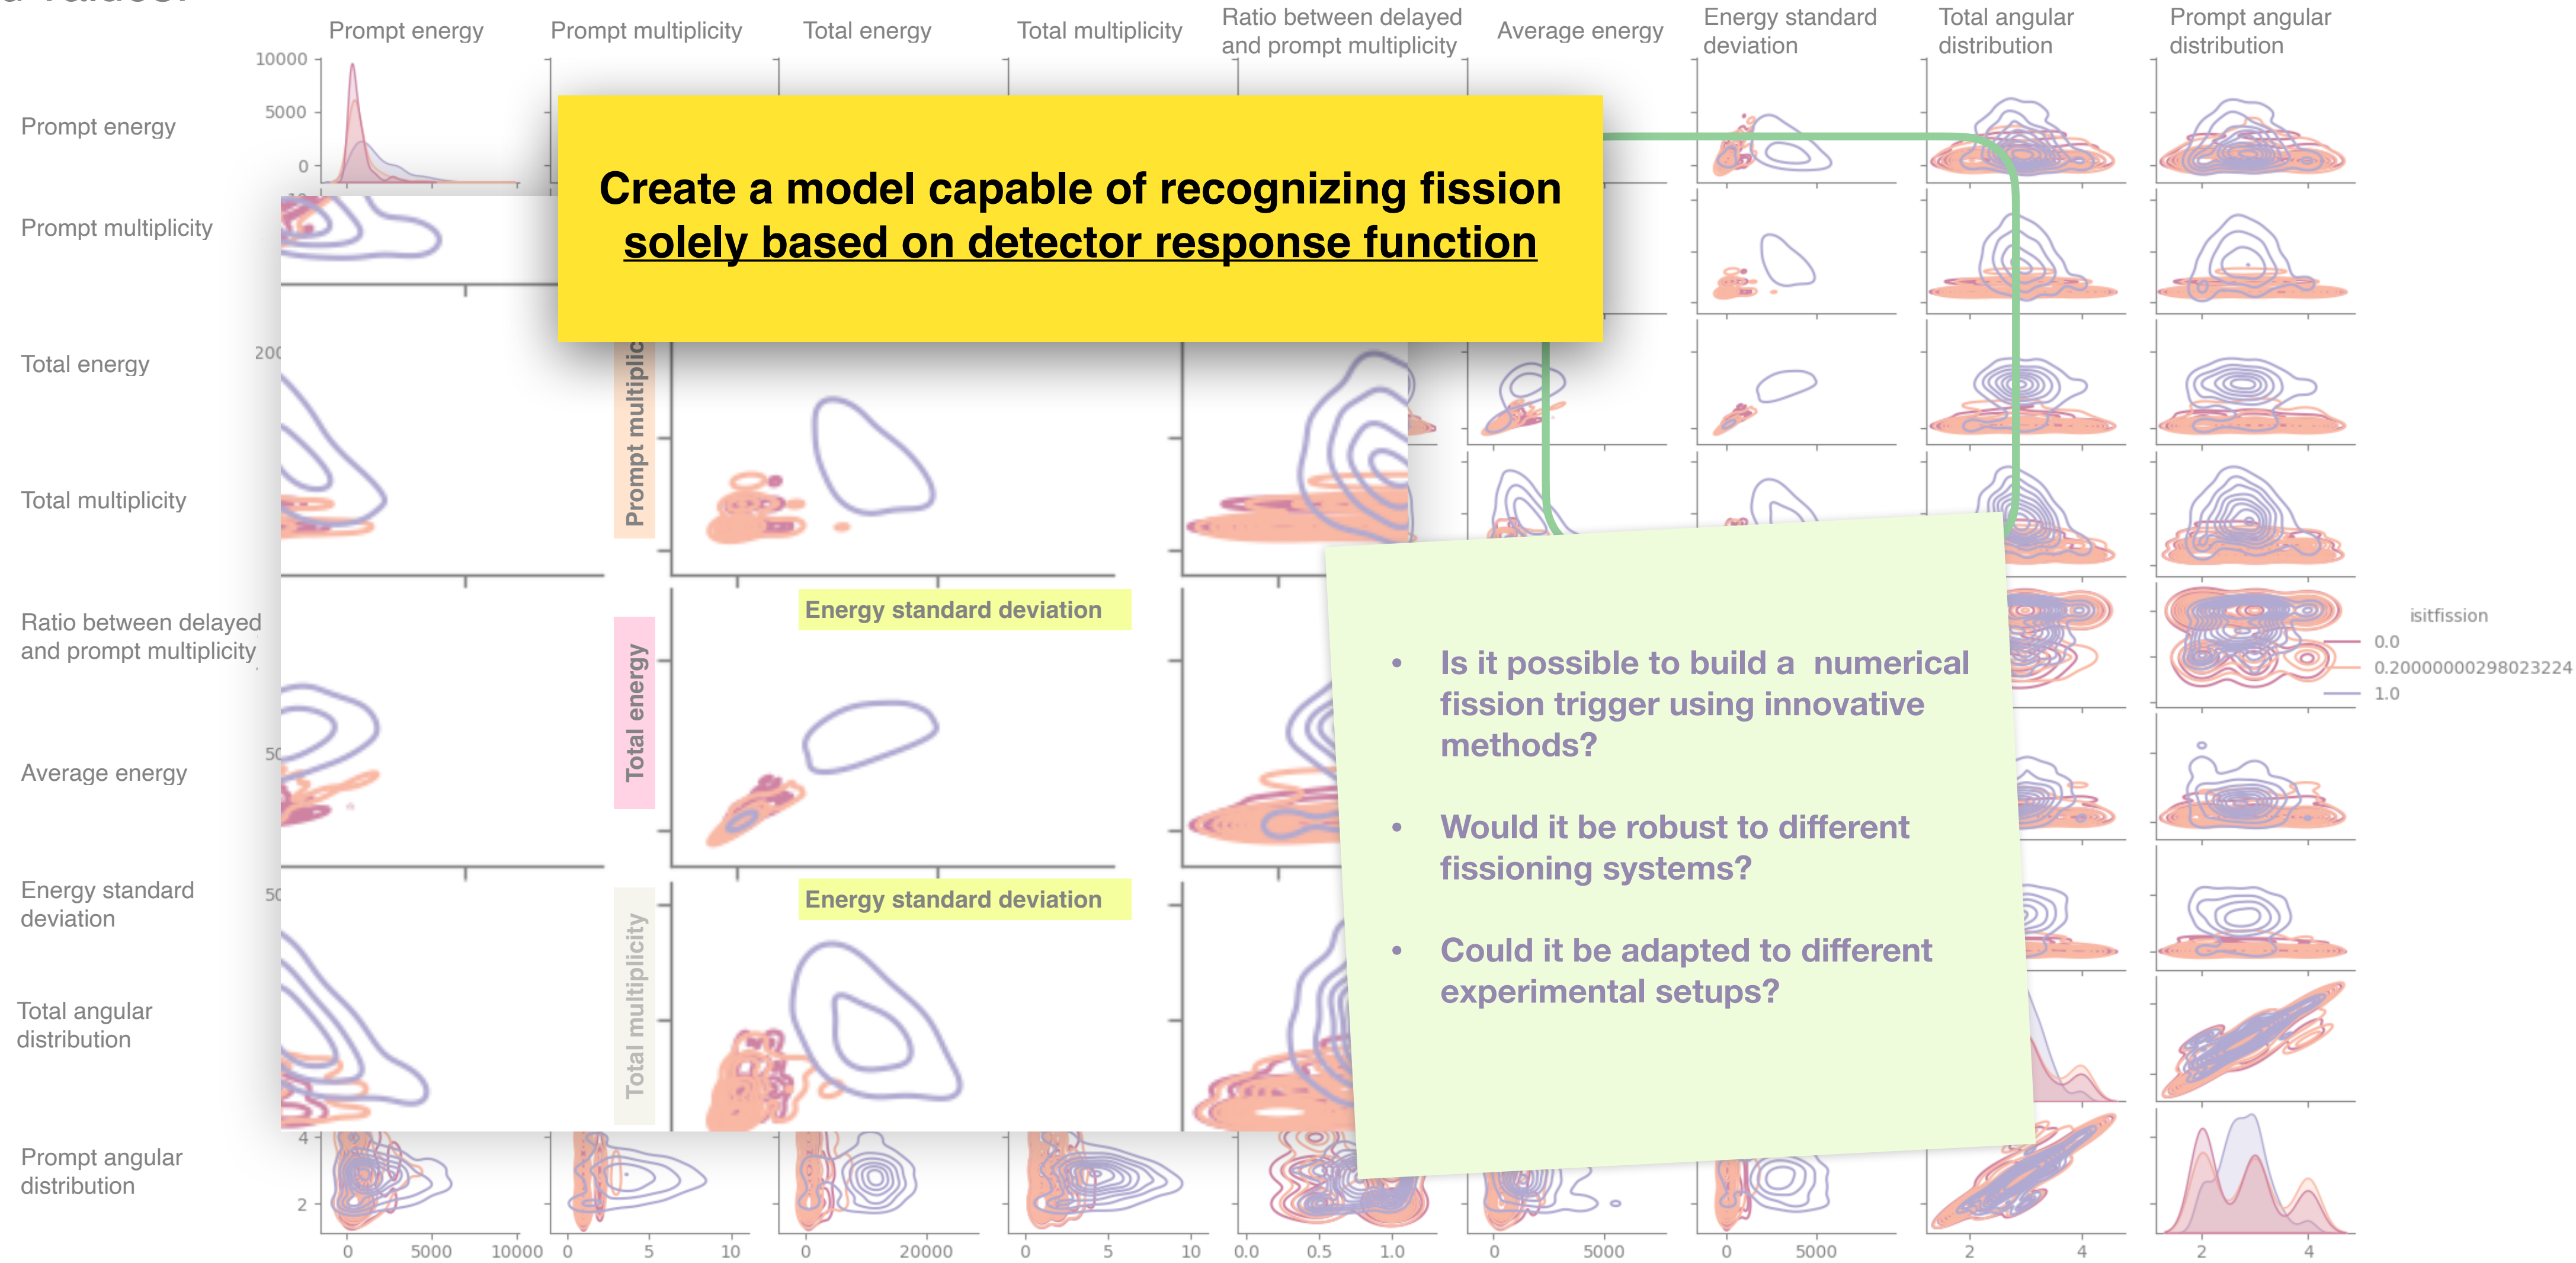 Prompt energy
Prompt multiplicity
Total energy
Total multiplicity
Ratio between delayed
and prompt multiplicity
Average energy
Energy standard
deviation
Total angular
distribution
Prompt angular
distribution
10000
5000
0
Prompt energy
Prompt multiplicity
Total energy
Total multiplicity
Ratio between delayed
and prompt multiplicity
Average energy
Energy standard
deviation
Total angular
distribution
Prompt angular
distribution
Create a model capable of recognizing fission
solely based on detector response function
Total energy
Total multiplicity
Prompt
Energy standard deviation
Energy standard deviation
• Is it possible to build a numerical
fission trigger using innovative
methods?
• Would it be robust to different
fissioning systems?
• Could it be adapted to different
experimental setups?
isitfission
0.0
0.20000000298023224
1.0
4
2
0 5000 10000
0 5 10
0 20000
0 5 10
0.0 0.5 1.0
0 5000
0 5000
2 4
2 4